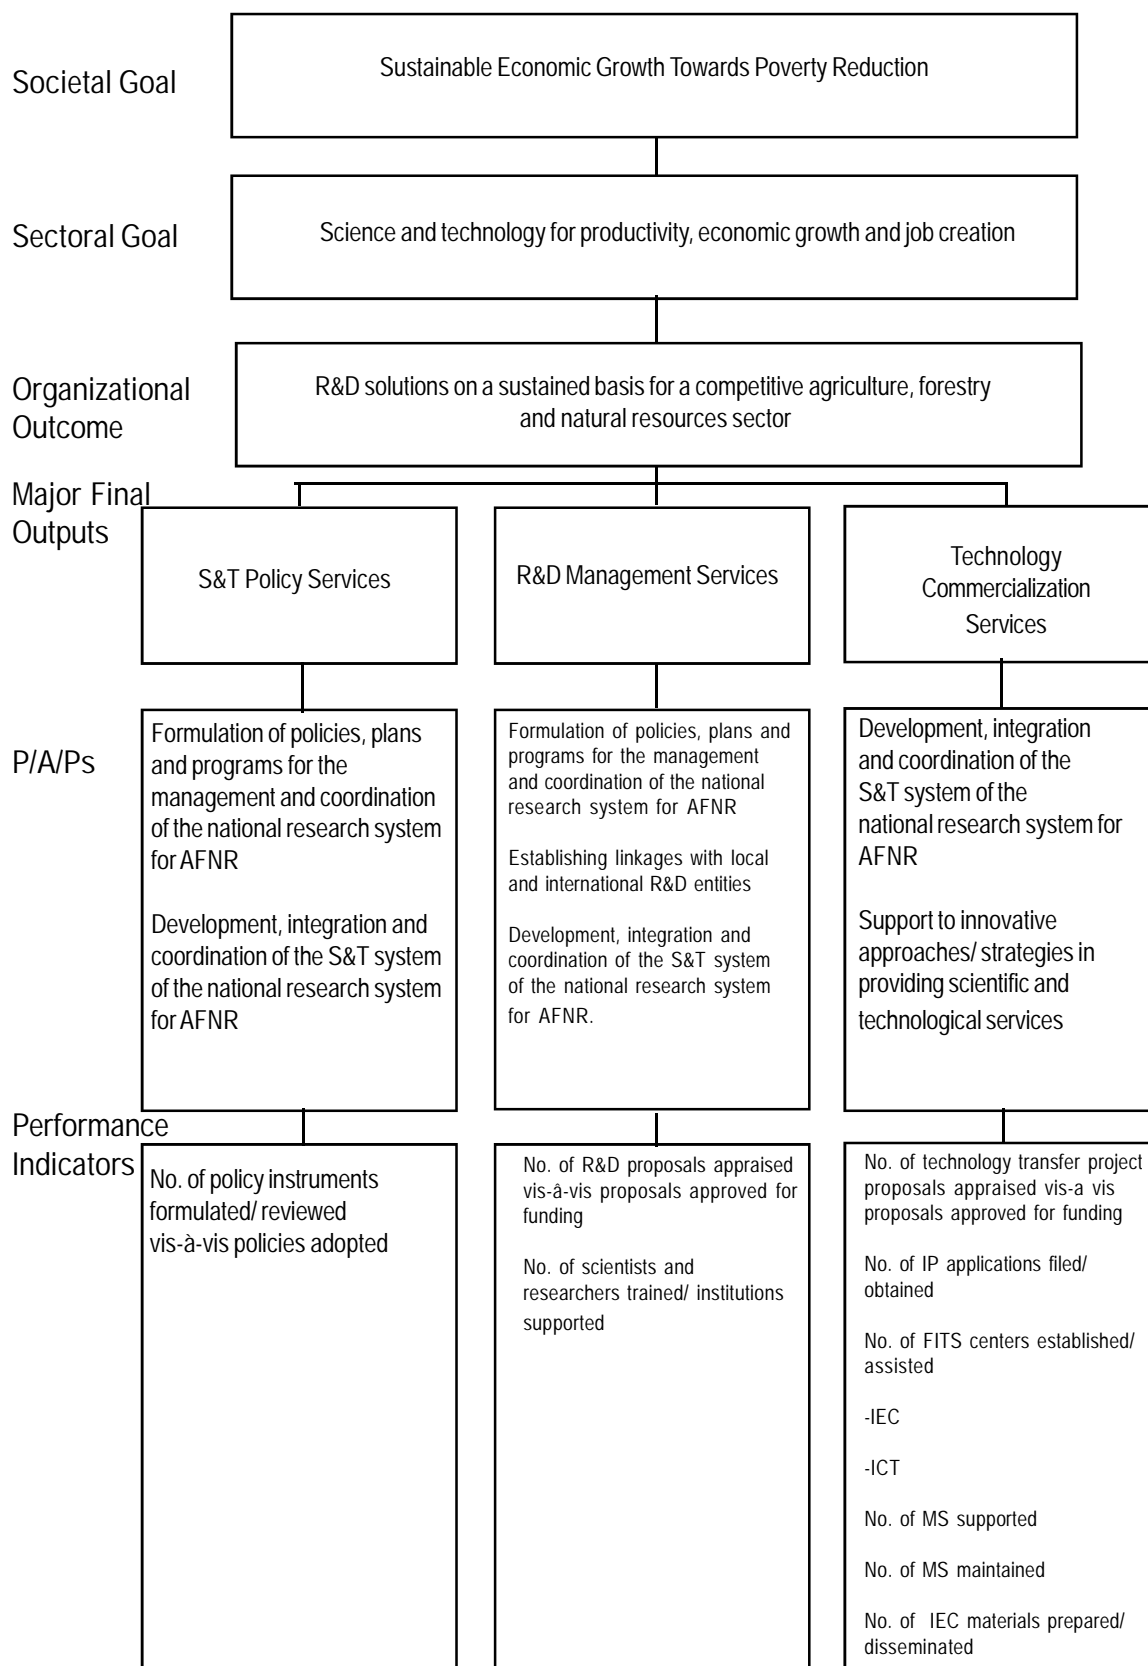 Societal Goal
Sustainable Economic Growth Towards Poverty Reduction
Sectoral Goal
Science and technology for productivity, economic growth and job creation
Organizational
Outcome
R&D solutions on a sustained basis for a competitive agriculture, forestry
and natural resources sector
Major Final
Outputs
S&T Policy Services
R&D Management Services
Technology
Commercialization
Services
P/A/Ps
Formulation of policies, plans
and programs for the
management and coordination
of the national research system
for AFNR
Development, integration and
coordination of the S&T system
of the national research system
for AFNR
Formulation of policies, plans and
programs for the management
and coordination of the national
research system for AFNR
Establishing linkages with local
and international R&D entities
Development, integration and
coordination of the S&T system
of the national research system
for AFNR.
Development, integration
and coordination of the
S&T system of the
national research system for
AFNR
Support to innovative
approaches/ strategies in
providing scientific and
technological services
Performance
Indicators
No. of policy instruments
formulated/ reviewed
vis-à-vis policies adopted
No. of R&D proposals appraised
vis-â-vis proposals approved for
funding
No. of scientists and
researchers trained/ institutions
supported
No. of technology transfer project
proposals appraised vis-a vis
proposals approved for funding
No. of IP applications filed/
obtained
No. of FITS centers established/
assisted
-IEC
-ICT
No. of MS supported
No. of MS maintained
No. of IEC materials prepared/
disseminated